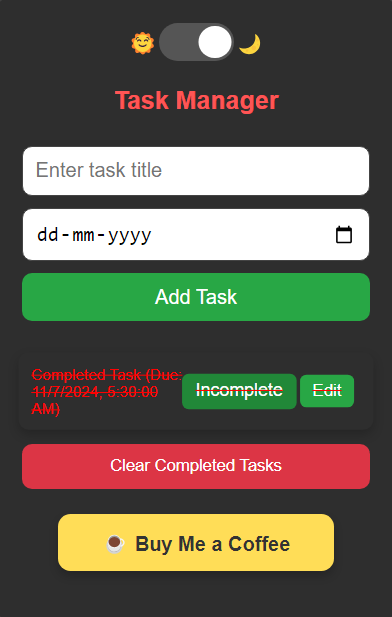 Task Manager
Enter task title
dd-mm-yyyy
Add Task
Completed Task (Due:
11/7/2024, 5:30:00
AM)
Incomplete
Edit
Clear Completed Tasks
Buy Me a Coffee